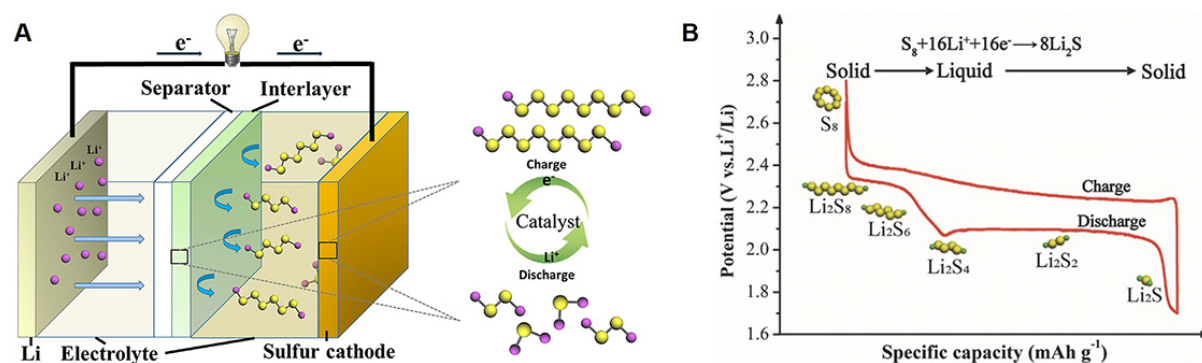 A
e⁻
e⁻
Separator
Interlayer
Li⁺
Li⁺
Li⁺
Li⁺
Li⁺
Li
Electrolyte
Sulfur cathode
Charge
e⁻
Catalyst
Li⁺
Discharge
B
S₈+16Li⁺+16e⁻→8Li₂S
Solid
Liquid
Solid
3.0
2.8
2.6
2.4
2.2
2.0
1.8
1.6
Potential (V vs.Li⁺/Li)
S₈
Li₂S₈
Li₂S₆
Li₂S₄
Li₂S₂
Li₂S
Charge
Discharge
Specific capacity (mAh g⁻¹)